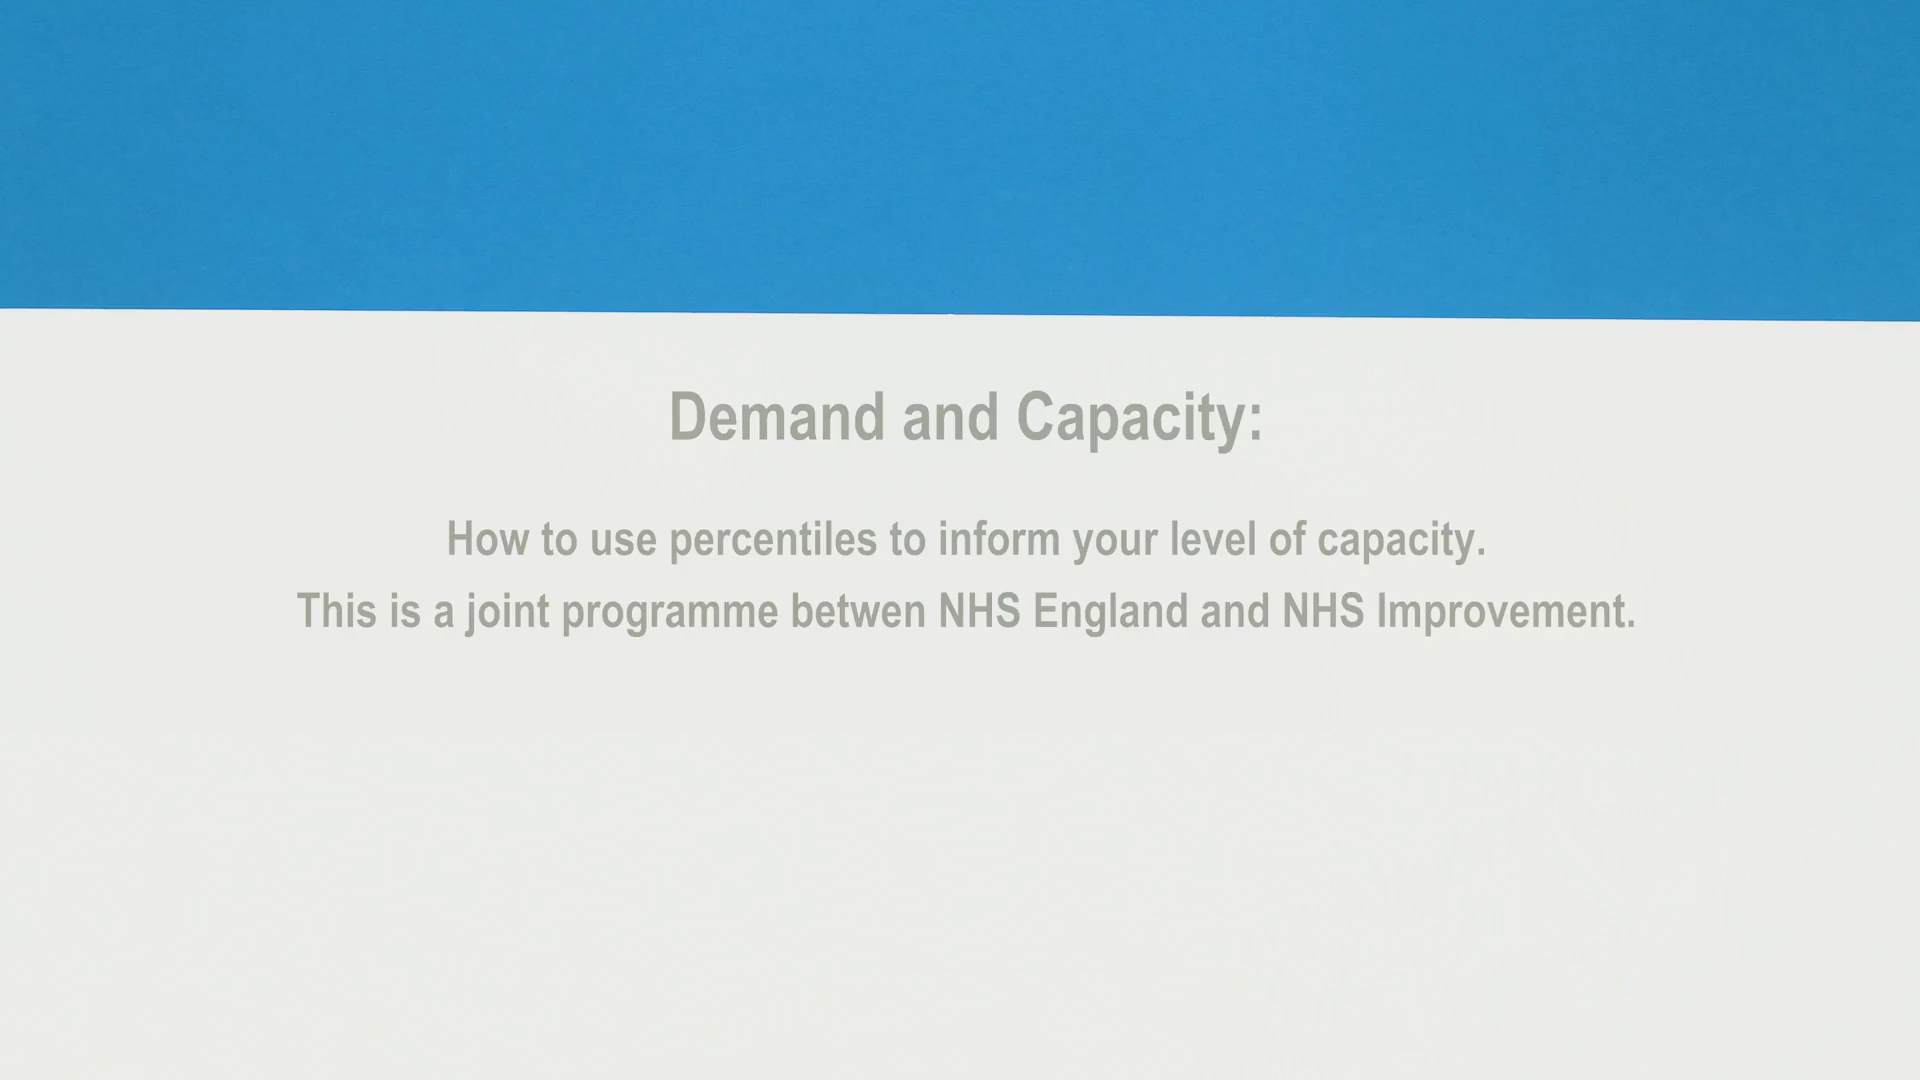 Demand and Capacity:
How to use percentiles to inform your level of capacity.
This is a joint programme betwen NHS England and NHS Improvement.